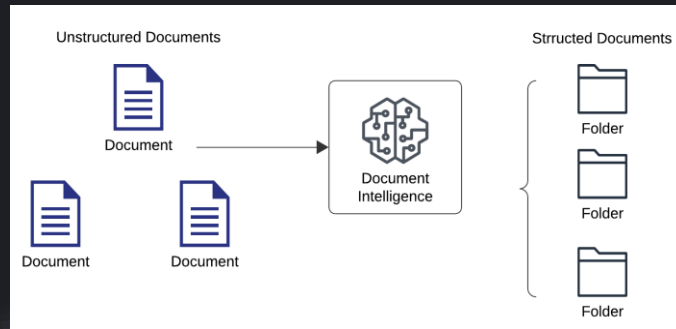 Unstructured Documents
Strructed Documents
Document
Document
Document
Document
Intelligence
Folder
Folder
Folder